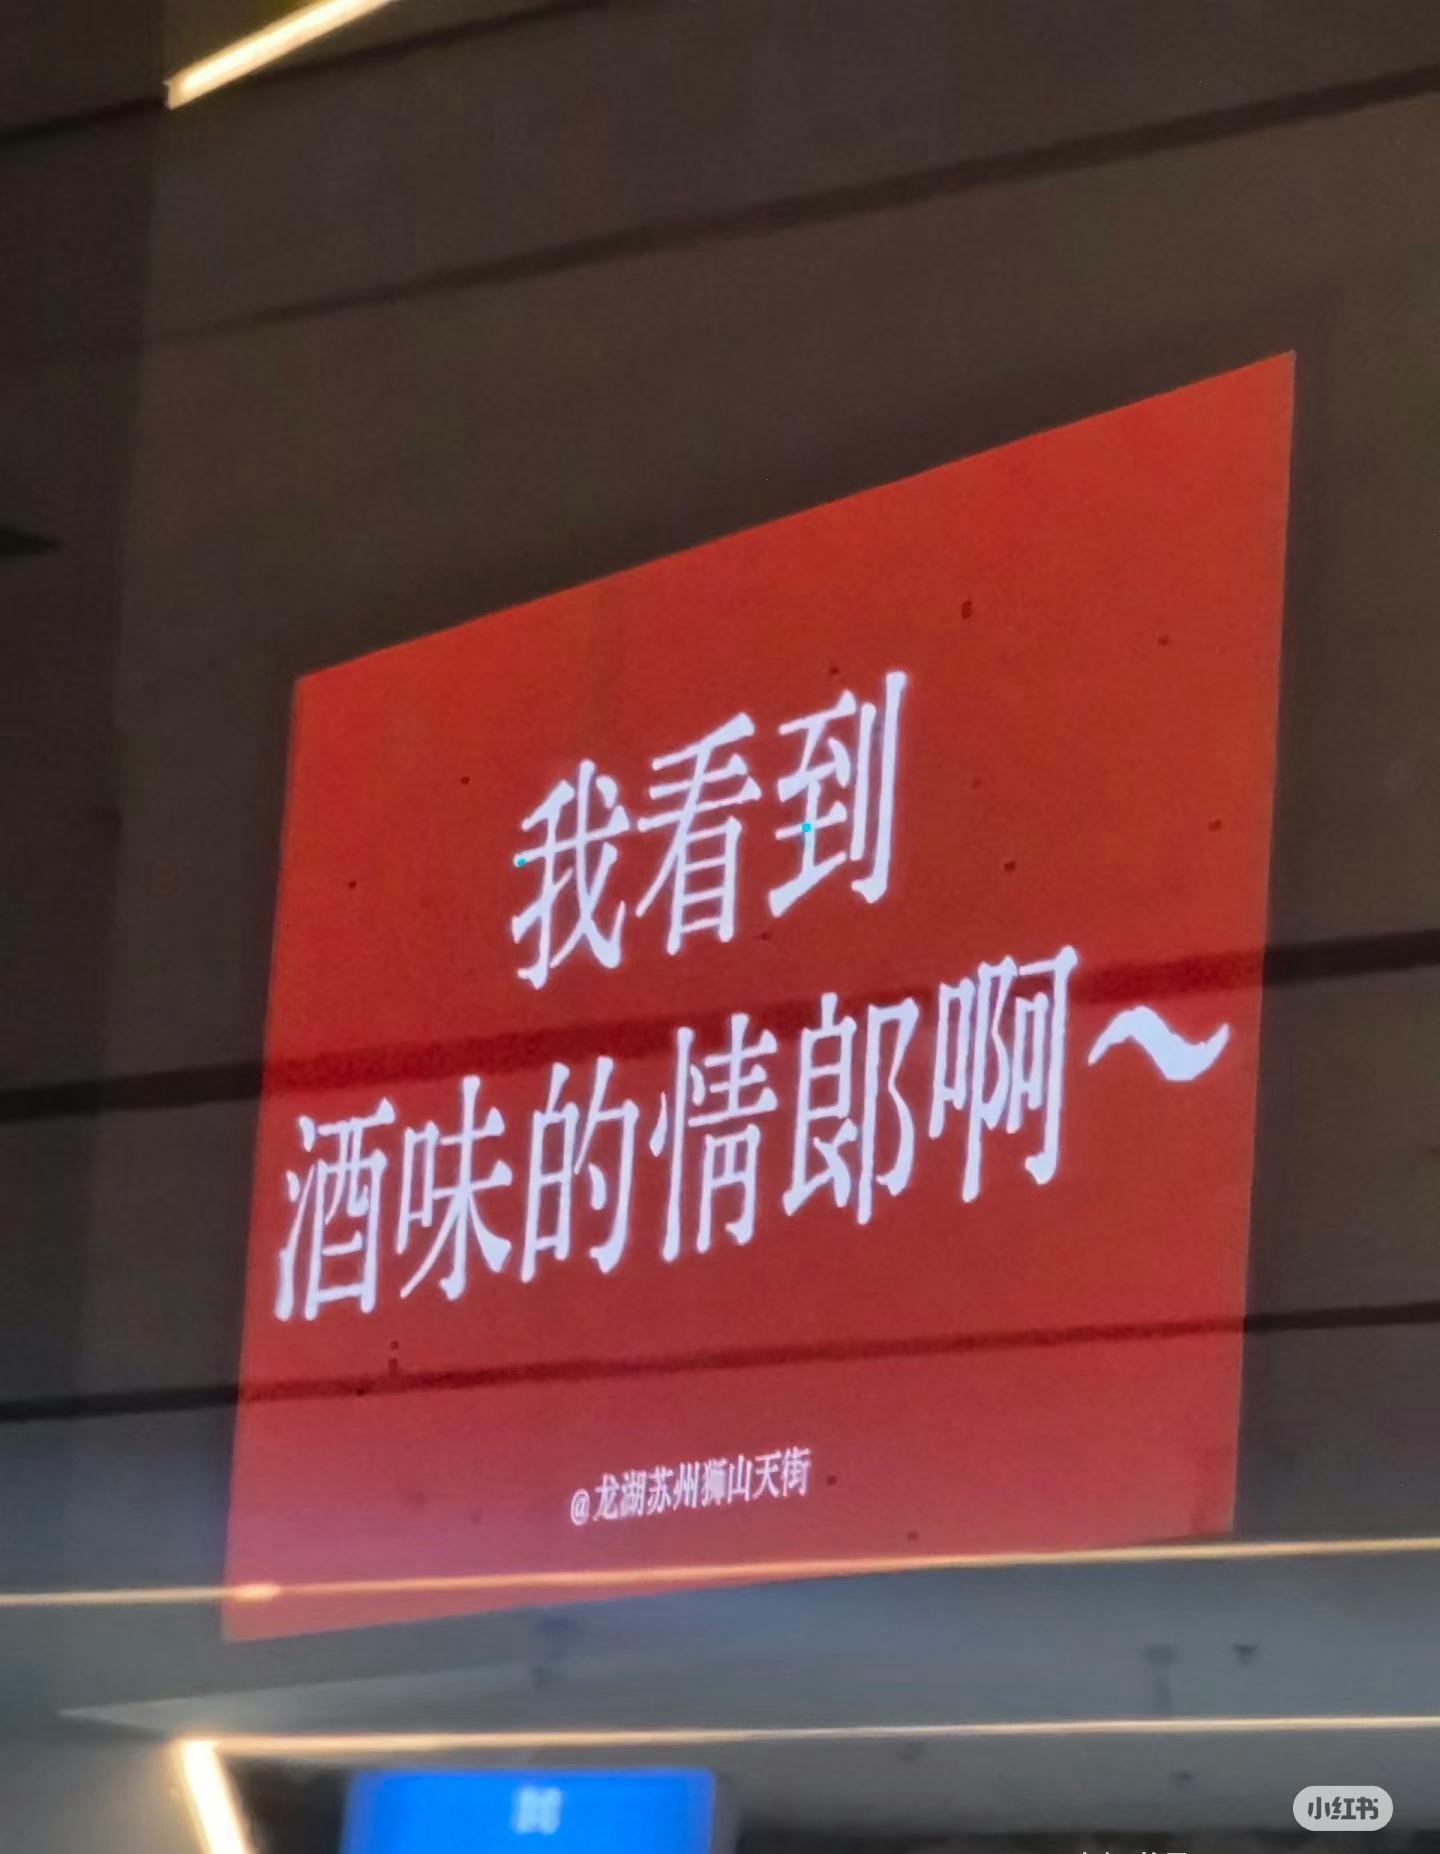 我看到
酒味的情郎啊～
@龙湖苏州狮山天街
小红书